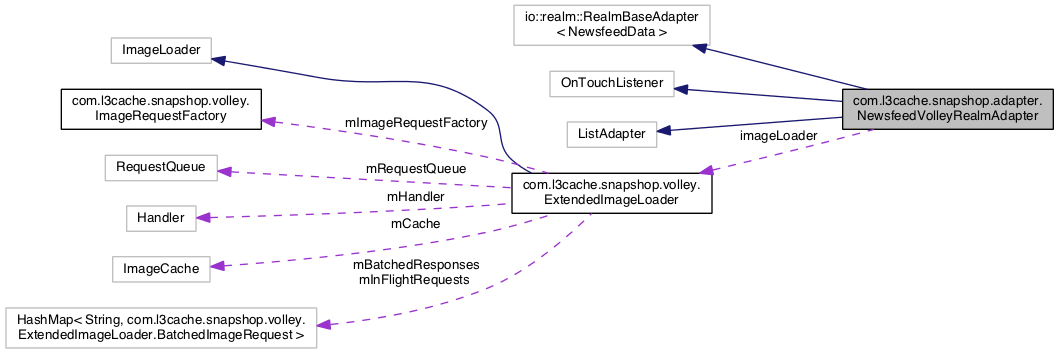 io::realm::RealmBaseAdapter
< NewsfeedData >
ImageLoader
OnTouchListener
com.l3cache.snapshop.adapter.
NewsfeedVolleyRealmAdapter
com.l3cache.snapshop.volley.
ImageRequestFactory
mImageRequestFactory
ListAdapter
imageLoader
RequestQueue
mRequestQueue
com.l3cache.snapshop.volley.
ExtendedImageLoader
mHandler
Handler
mCache
ImageCache
mBatchedResponses
mInFlightRequests
HashMap< String, com.l3cache.snapshop.volley.
ExtendedImageLoader.BatchedImageRequest >